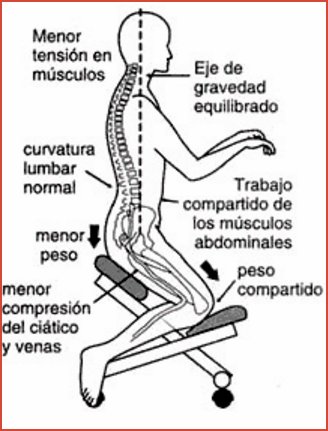 Menor
tensión en
músculos
Eje de
gravedad
equilibrado
curvatura
lumbar
normal
Trabajo
compartido de
los músculos
abdominales
menor
peso
peso
compartido
menor
compresión
del ciático
y venas